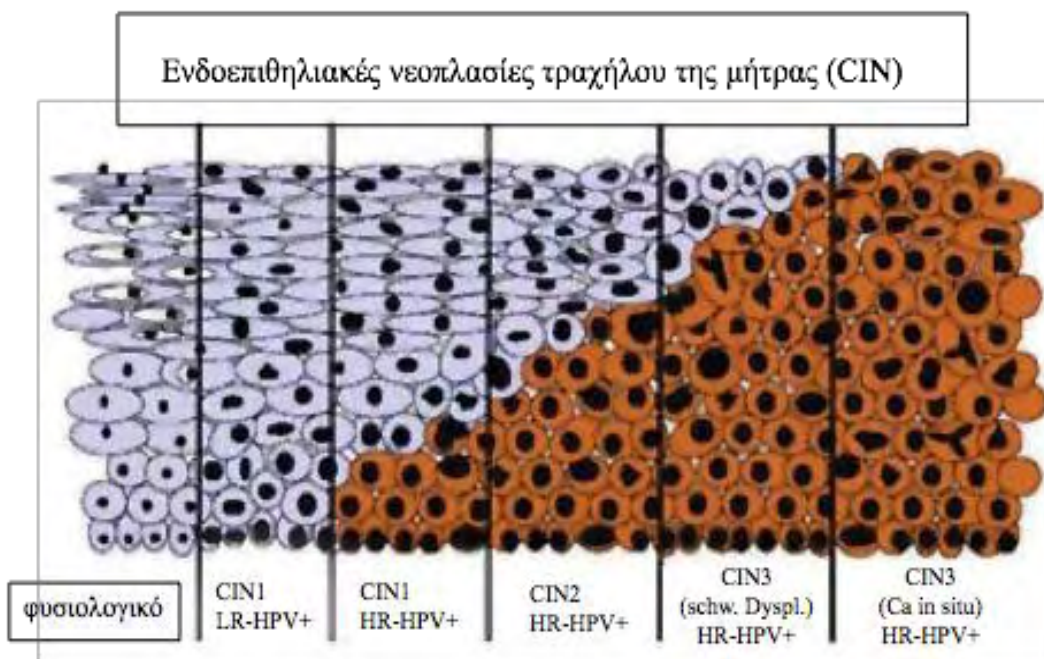 Ενδοεπιθηλιακές νεοπλασίες τραχήλου της μήτρας (CIN)
φυσιολογικό
CIN1
LR-HPV+
CIN1
HR-HPV+
CIN2
HR-HPV+
CIN3
(schw. Dyspl.)
HR-HPV+
CIN3
(Ca in situ)
HR-HPV+